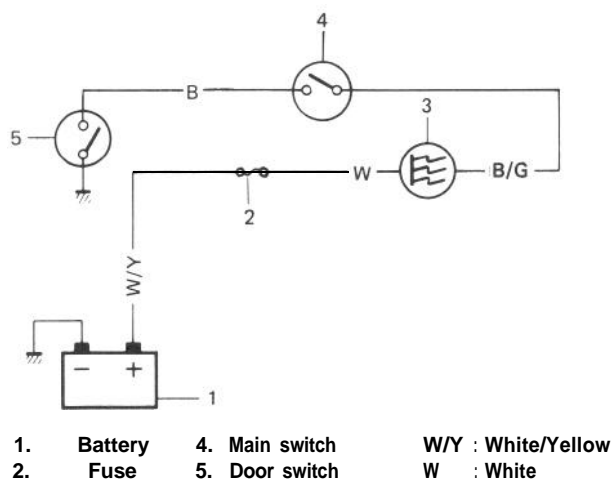 4
B
3
5
W
B/G
2
W/Y
1
1. Battery 4. Main switch W/Y : White/Yellow
2. Fuse 5. Door switch W : White